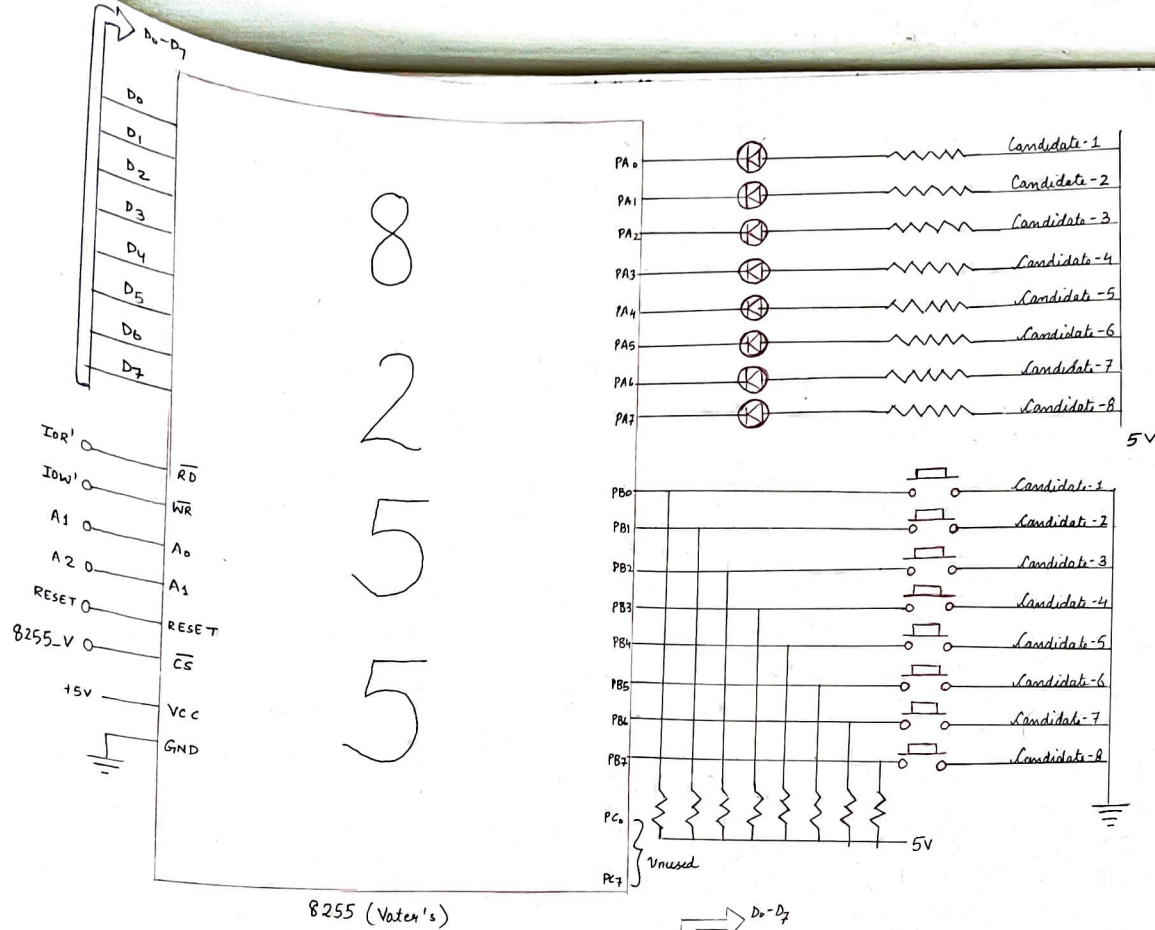 D0-D7
D0
D1
D2
D3
D4
D5
D6
D7
IOR' RD
IOW' WR
A1 A0
A2 A1
RESET RESET
8255_V CS
+5V VCC
GND
8
2
5
5
PA0 Candidate-1
PA1 Candidate-2
PA2 Candidate-3
PA3 Candidate-4
PA4 Candidate-5
PA5 Candidate-6
PA6 Candidate-7
PA7 Candidate-8
5V
PB0 Candidate-1
PB1 Candidate-2
PB2 Candidate-3
PB3 Candidate-4
PB4 Candidate-5
PB5 Candidate-6
PB6 Candidate-7
PB7 Candidate-8
PC0
5V
Unused
PC7
8255 (Voter's)
D0-D7